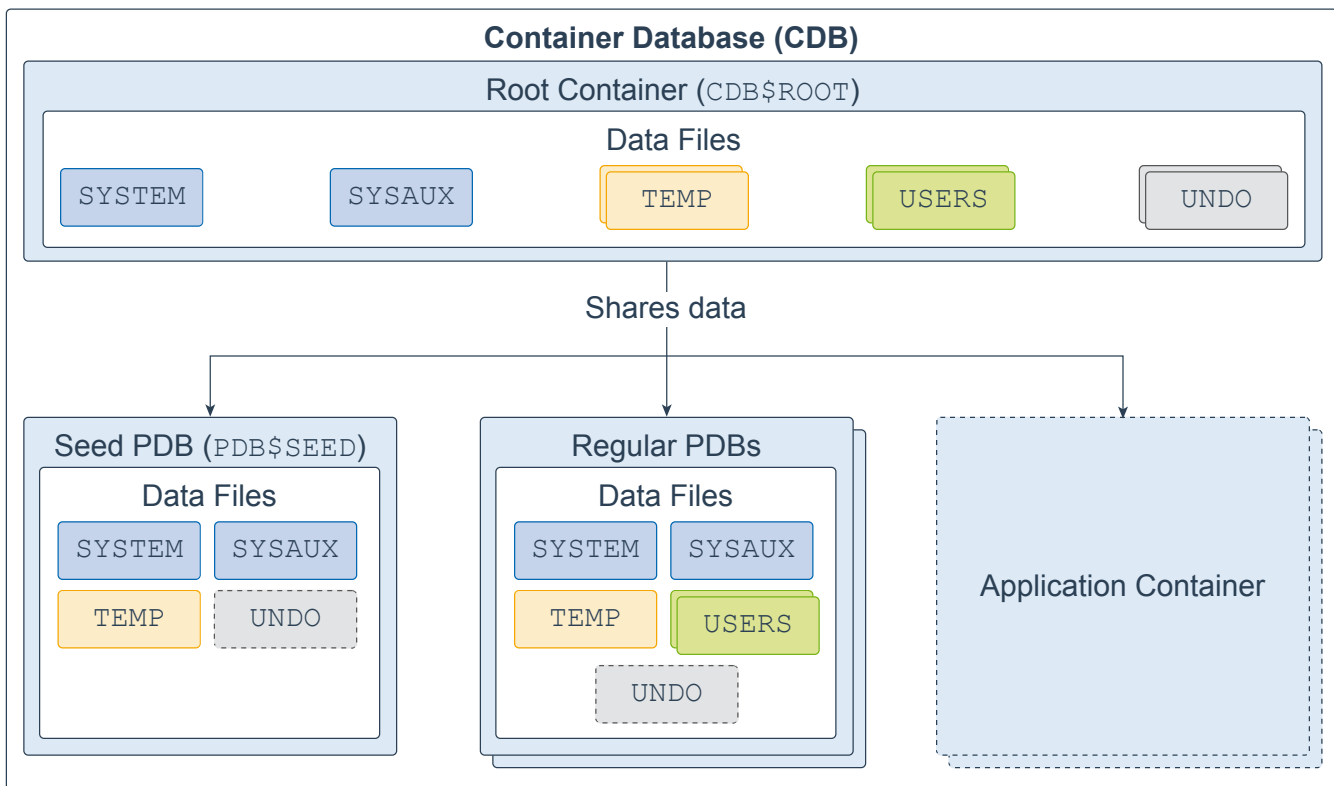 Container Database (CDB)
Root Container (CDB$ROOT)
Data Files
SYSTEM SYSAUX TEMP USERS UNDO
Shares data
Seed PDB (PDB$SEED)
Data Files
SYSTEM SYSAUX
TEMP UNDO
Regular PDBs
Data Files
SYSTEM SYSAUX
TEMP USERS
UNDO
Application Container